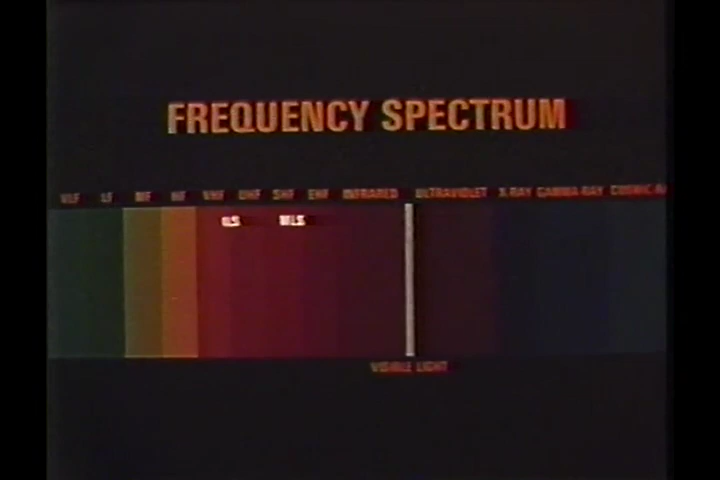 FREQUENCY SPECTRUM
VLF LF MF HF VHF UHF SHF EHF INFRARED ULTRAVIOLET X-RAY GAMMA-RAY COSMIC
ILS MLS
VISIBLE LIGHT